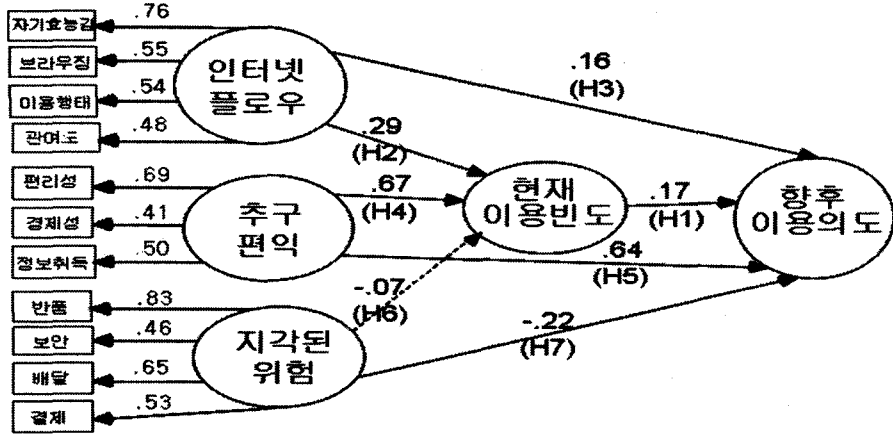 자기효능감
.76
브라우징
.55
이용행태
.54
관여도
.48
인터넷
플로우
.16
(H3)
.29
(H2)
편리성
.69
경제성
.41
정보취득
.50
추구
편익
.67
(H4)
현재
이용빈도
.17
(H1)
향후
이용의도
.64
(H5)
반품
.83
보안
.46
배달
.65
결제
.53
지각된
위험
-.07
(H6)
-.22
(H7)